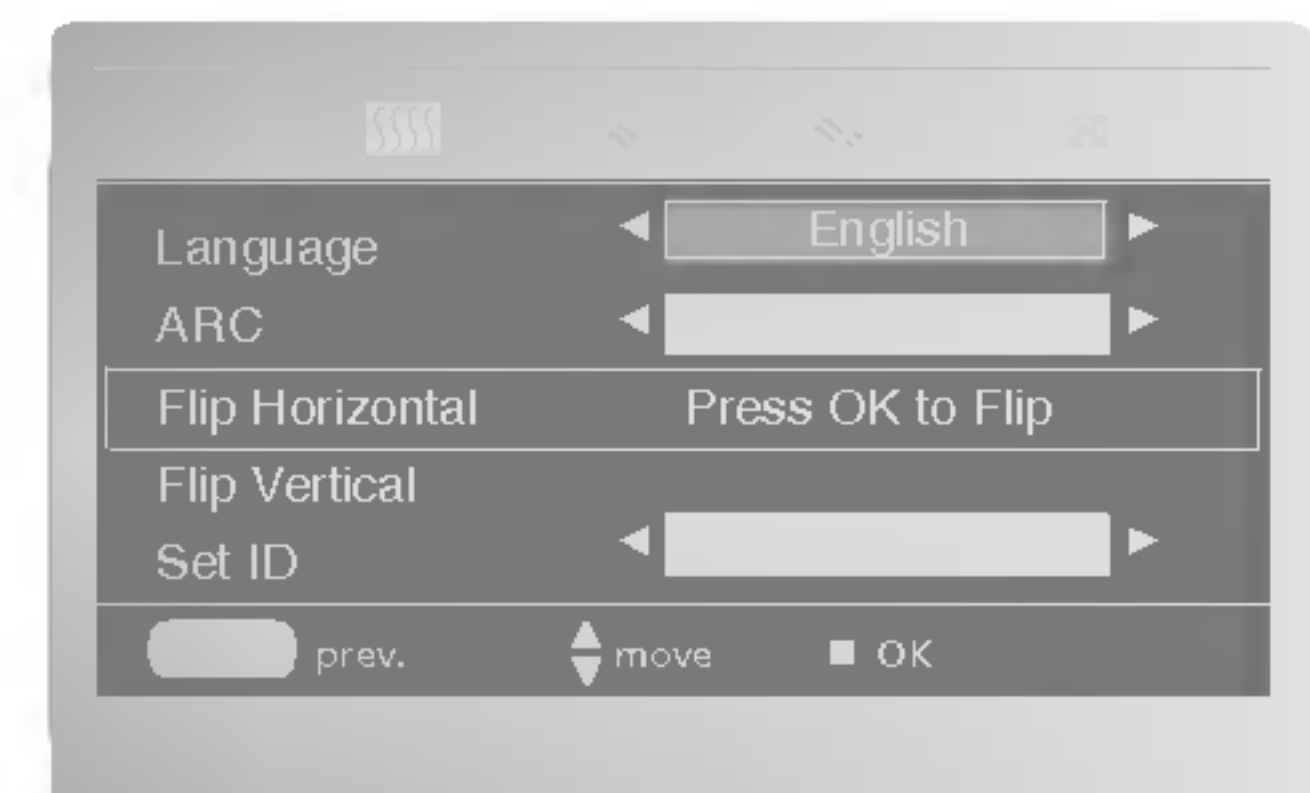 Language ◀ English ▶
ARC ◀ ▶
Flip Horizontal Press OK to Flip
Flip Vertical
Set ID ◀ ▶
prev. move ■ OK